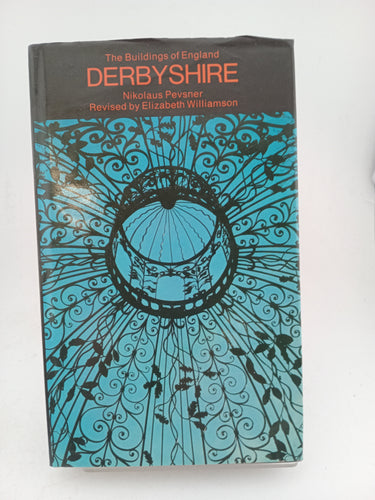 The Buildings of England
DERBYSHIRE
Nikolaus Pevsner
Revised by Elizabeth Williamson